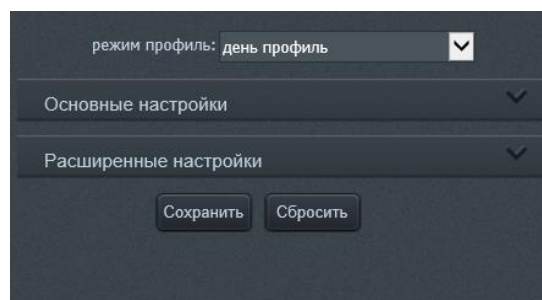 режим профиль: день профиль
Основные настройки
Расширенные настройки
Сохранить Сбросить